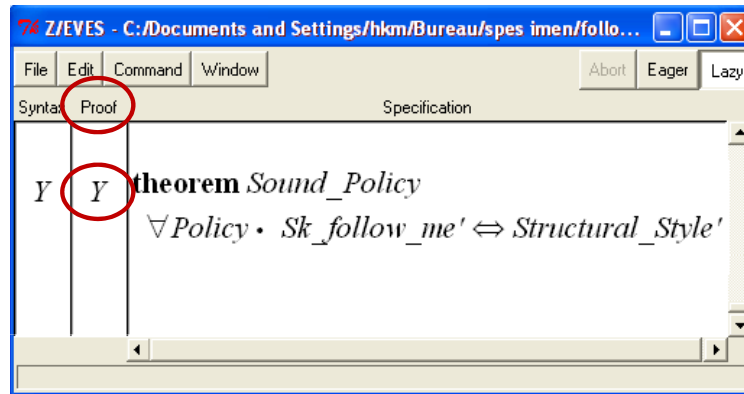 Z/EVES - C:/Documents and Settings/hkm/Bureau/spes imen/follo...
File Edit Command Window Abort Eager Lazy
Syntax Proof Specification
Y Y theorem Sound_Policy
∀ Policy • Sk_follow_me' ⇔ Structural_Style'